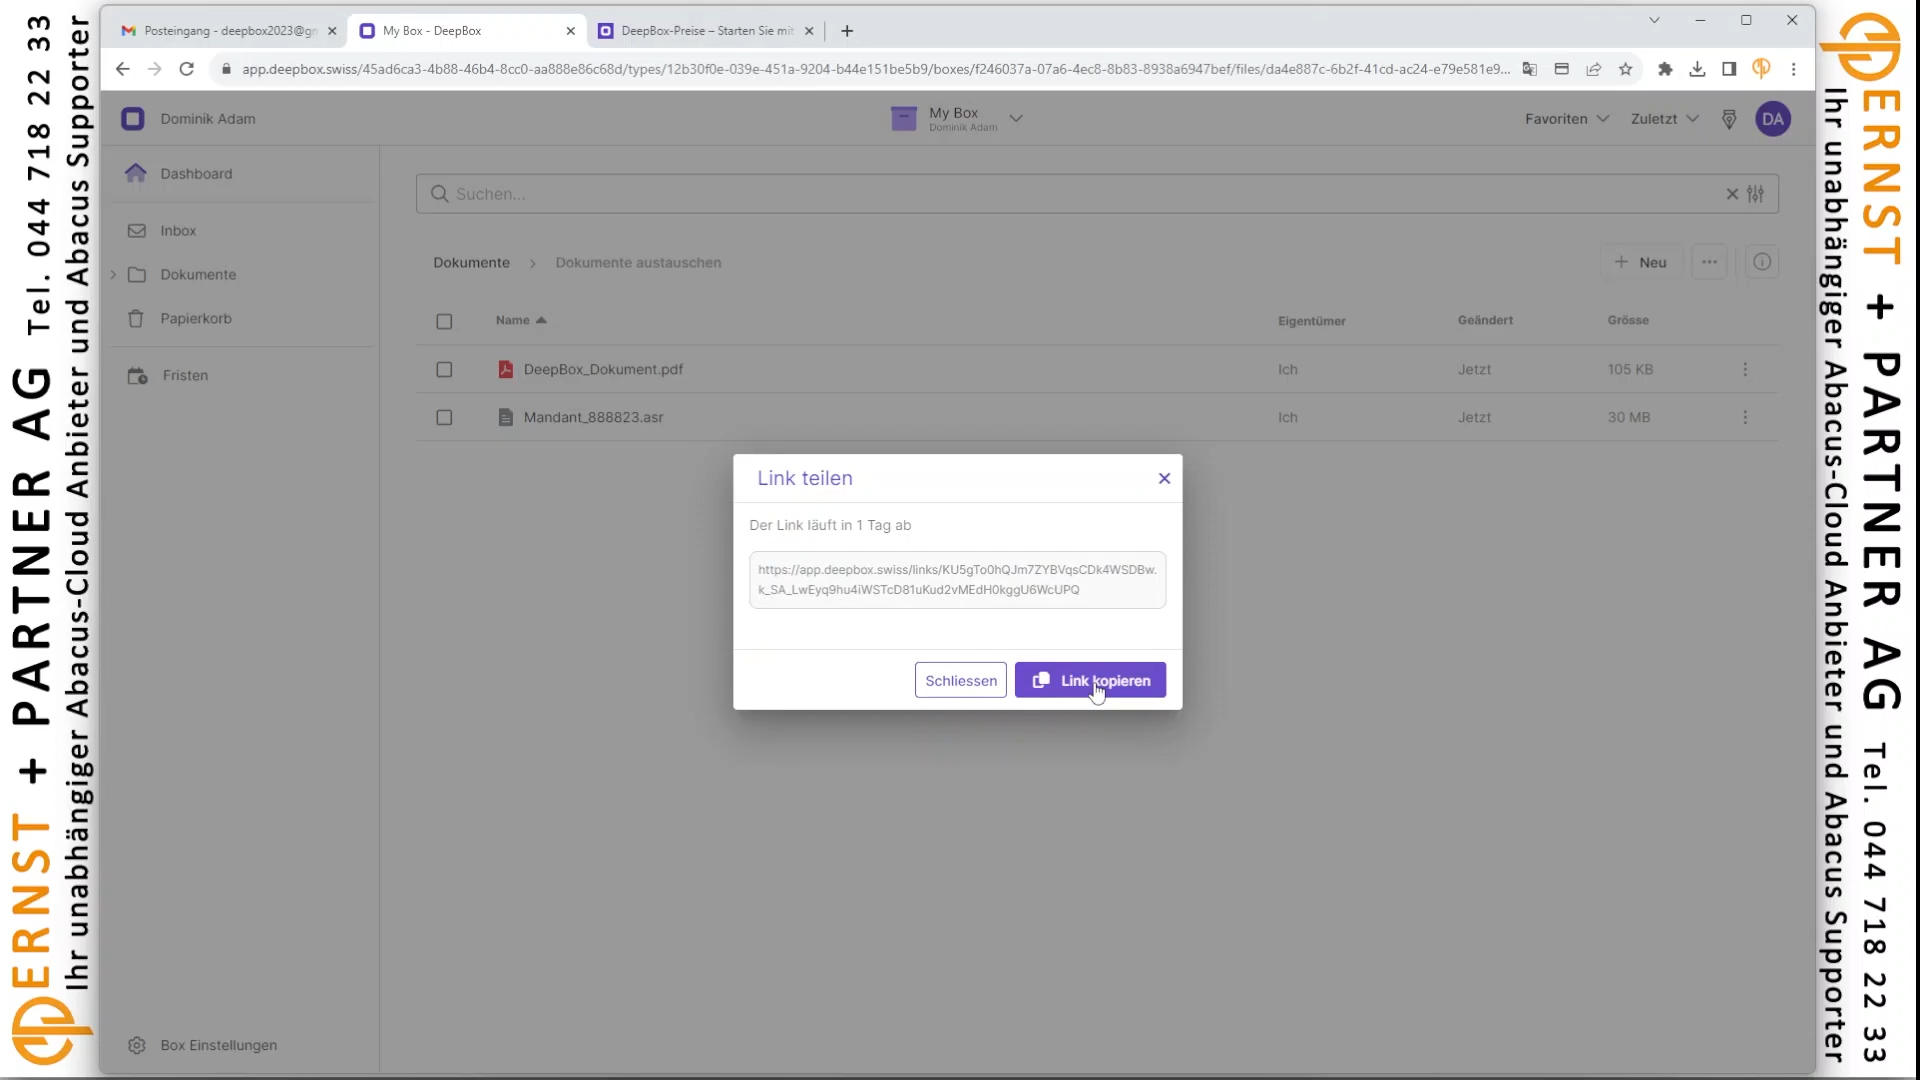 Posteingang - deepbox2023@gm
My Box - DeepBox
DeepBox-Preise – Starten Sie mit
app.deepbox.swiss/45ad6ca3-4b88-46b4-8cc0-aa888e86c68d/types/12b30f0e-039e-451a-9204-b44e151be5b9/boxes/f246037a-07a6-4ec8-8b83-8938a6947bef/files/da4e887c-6b2f-41cd-ac24-e79e581e9...
Dominik Adam
My Box
Dominik Adam
Favoriten
Zuletzt
DA
Dashboard
Inbox
Dokumente
Papierkorb
Fristen
Box Einstellungen
Suchen...
Dokumente > Dokumente austauschen
+ Neu
Name
Eigentümer
Geändert
Grösse
DeepBox_Dokument.pdf
Ich
Jetzt
105 KB
Mandant_888823.asr
Ich
Jetzt
30 MB
Link teilen
Der Link läuft in 1 Tag ab
https://app.deepbox.swiss/links/KU5gTo0hQJm7ZYBVqsCDk4WSDBw.
k_SA_LwEyq9hu4iWSTcD81uKud2vMEdH0kggU6WcUPQ
Schliessen
Link kopieren
ERNST + PARTNER AG Tel. 044 718 22 33
Ihr unabhängiger Abacus-Cloud Anbieter und Abacus Supporter
ERNST + PARTNER AG Tel. 044 718 22 33
Ihr unabhängiger Abacus-Cloud Anbieter und Abacus Supporter